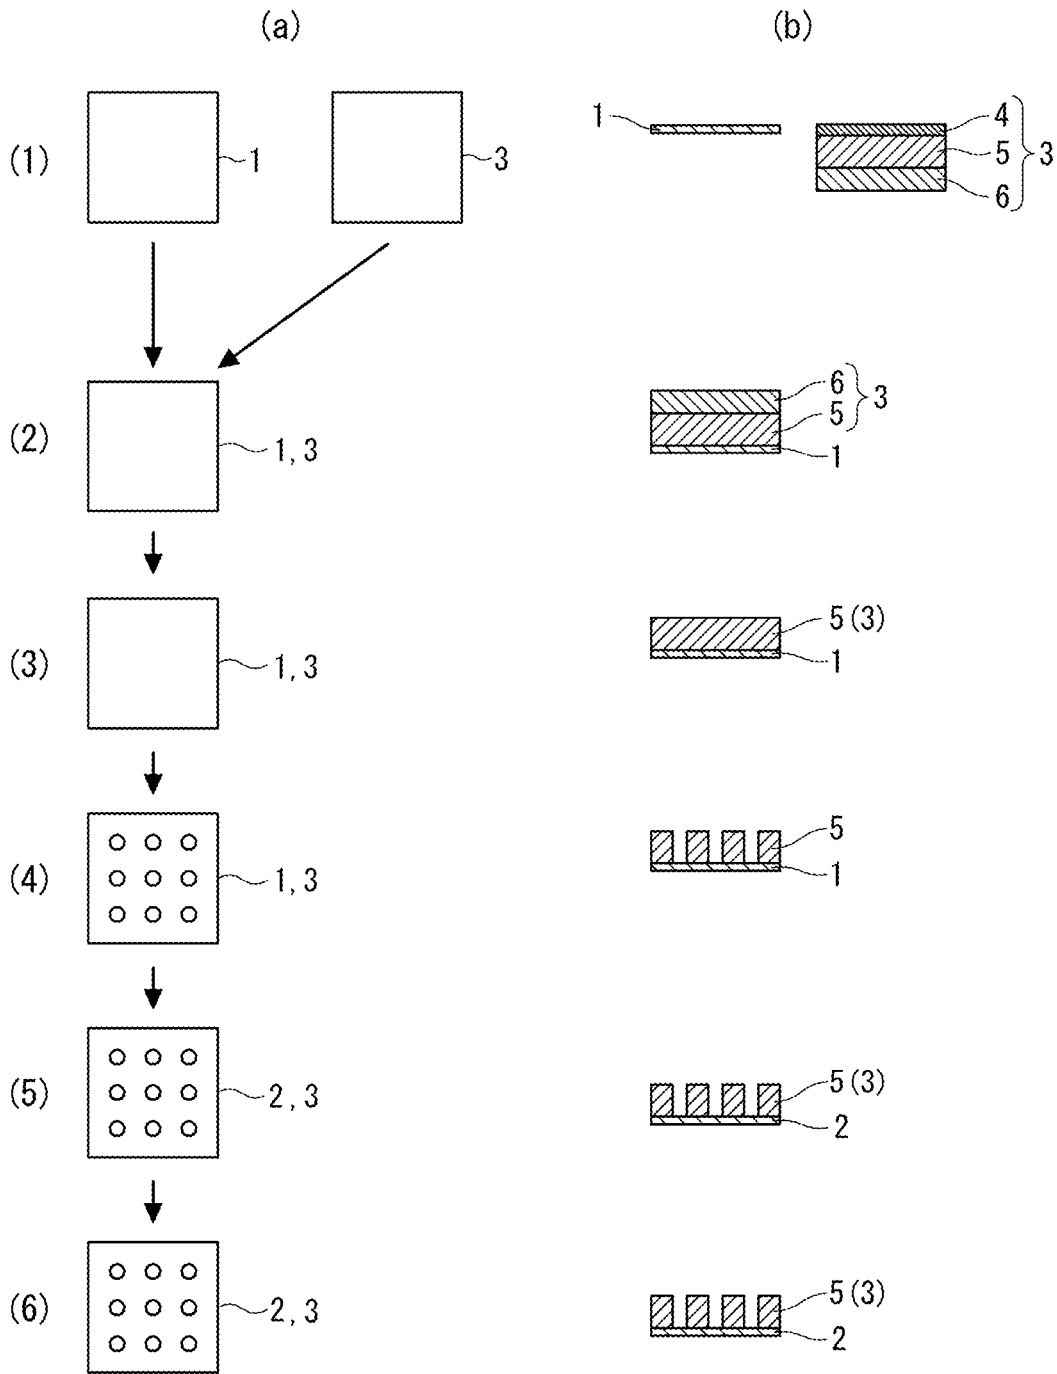 (a) (b)
(1) 1 3 1 4 5 6 3
(2) 1, 3 6 5 3 1
(3) 1, 3 5(3) 1
(4) 1, 3 5 1
(5) 2, 3 5(3) 2
(6) 2, 3 5(3) 2